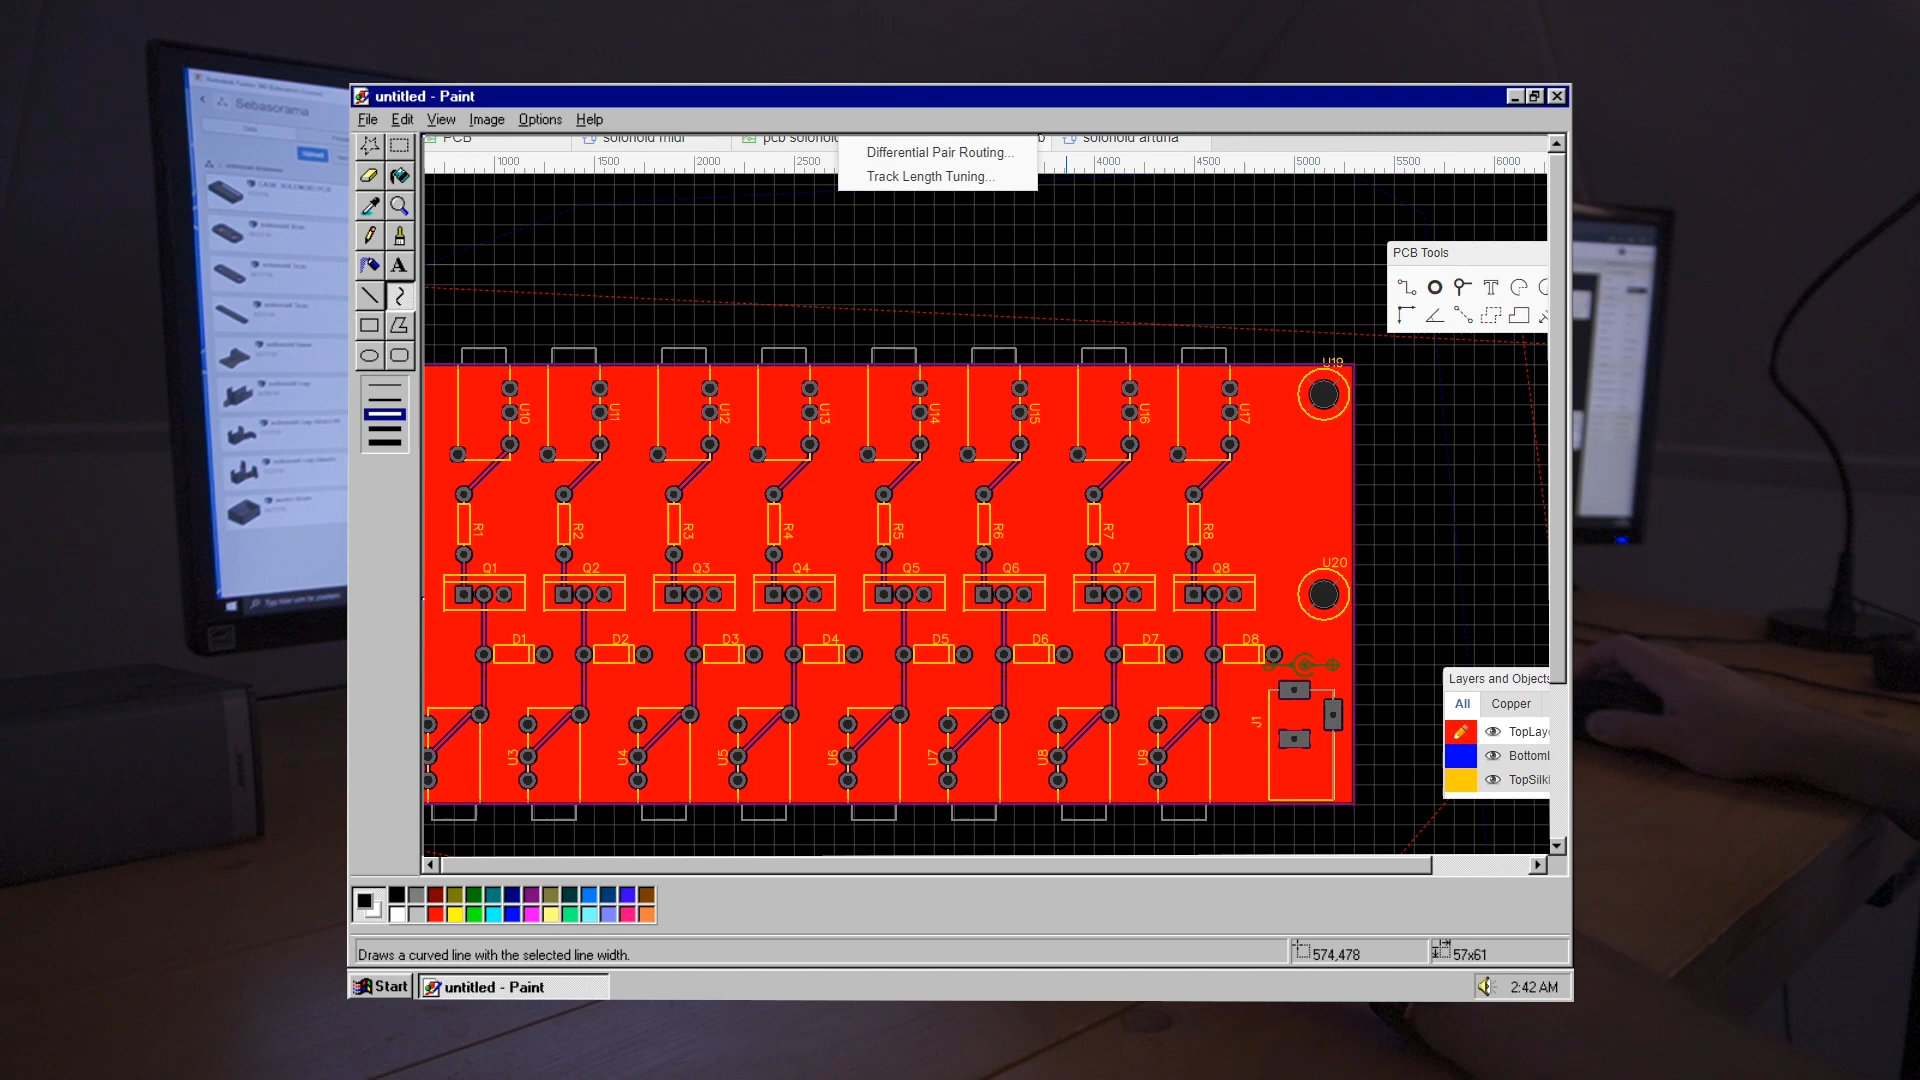 Sebasorama
untitled - Paint
File Edit View Image Options Help
PCB
solonoid midi
pcb solonoid
solonoid artuna
Differential Pair Routing...
Track Length Tuning...
1000 1500 2000 2500 4000 4500 5000 5500 6000
PCB Tools
U19
U10 U11 U12 U13 U14 U15 U16 U17
R1 R2 R3 R4 R5 R6 R7 R8
Q1 Q2 Q3 Q4 Q5 Q6 Q7 Q8
U20
D1 D2 D3 D4 D5 D6 D7 D8
U3 U4 U5 U6 U7 U8 U9
J1
Layers and Objects
All Copper
TopLay
BottomL
TopSilk
Draws a curved line with the selected line width.
574,478
57x61
Start
untitled - Paint
2:42 AM